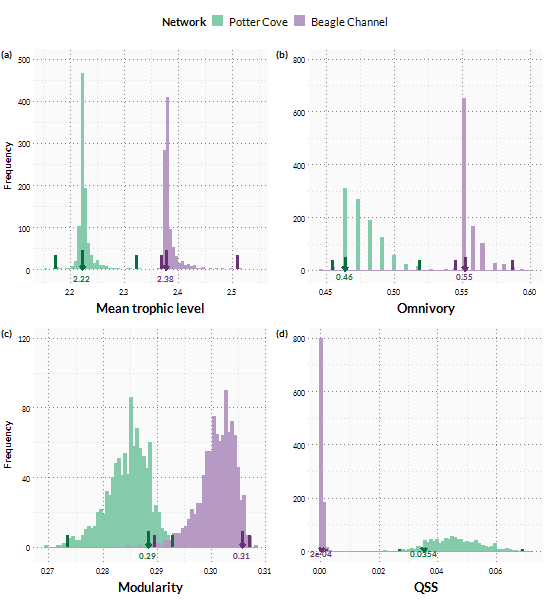 Network Potter Cove Beagle Channel
(a)
500
400
300
200
100
0
Frequency
2.22
2.38
2.2 2.3 2.4 2.5
Mean trophic level
(b)
800
600
400
200
0
0.46
0.55
0.45 0.50 0.55 0.60
Omnivory
(c)
120
80
40
0
Frequency
0.29
0.31
0.27 0.28 0.29 0.30 0.31
Modularity
(d)
800
600
400
200
0
2e-04
0.0354
0.00 0.02 0.04 0.06
QSS